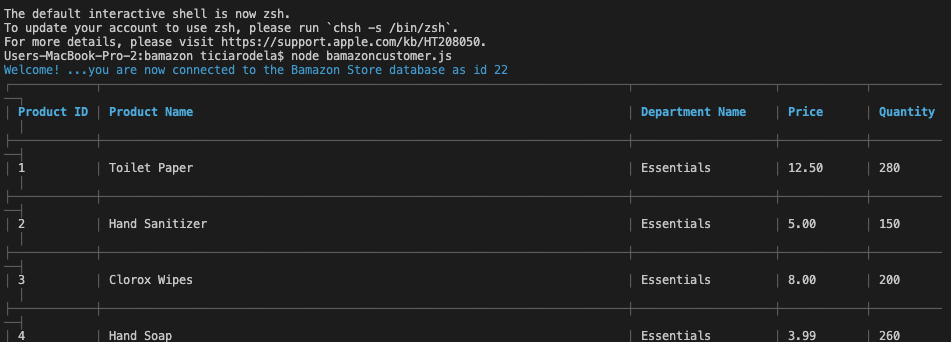 The default interactive shell is now zsh.
To update your account to use zsh, please run `chsh -s /bin/zsh`.
For more details, please visit https://support.apple.com/kb/HT208050.
Users-MacBook-Pro-2:bamazon ticiarodela$ node bamazoncustomer.js
Welcome! ...you are now connected to the Bamazon Store database as id 22
Product ID Product Name Department Name Price Quantity
1 Toilet Paper Essentials 12.50 280
2 Hand Sanitizer Essentials 5.00 150
3 Clorox Wipes Essentials 8.00 200
4 Hand Soap Essentials 3.99 260